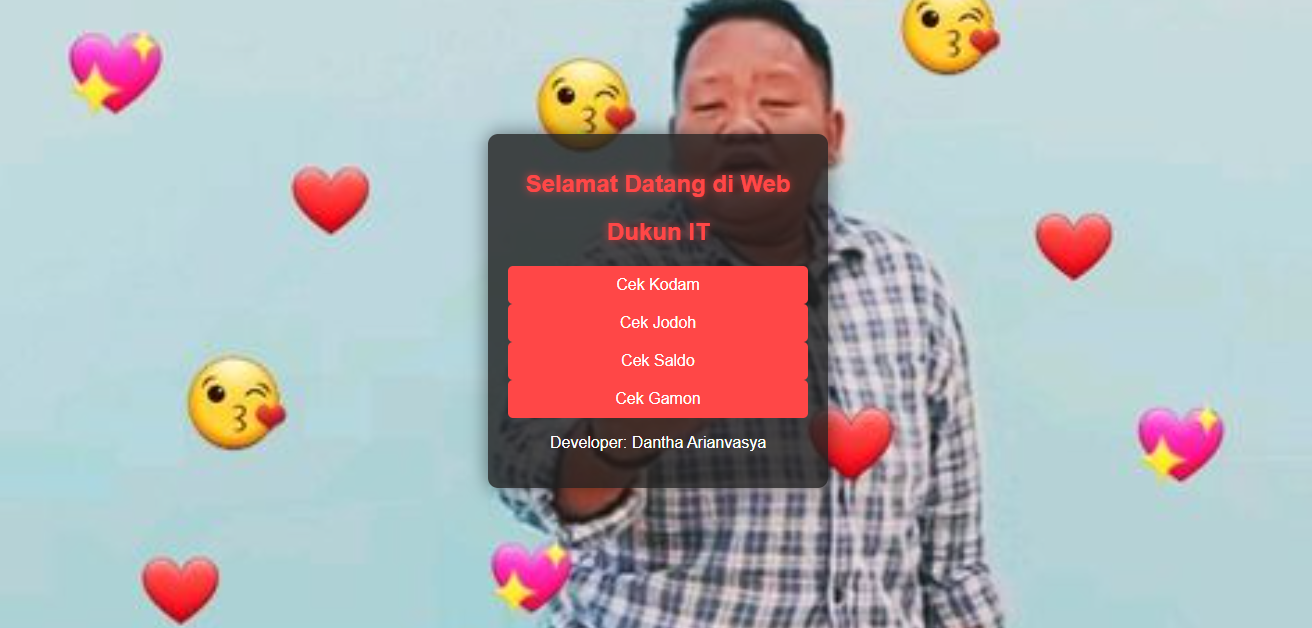 Selamat Datang di Web
Dukun IT
Cek Kodam
Cek Jodoh
Cek Saldo
Cek Gamon
Developer: Dantha Arianvasya